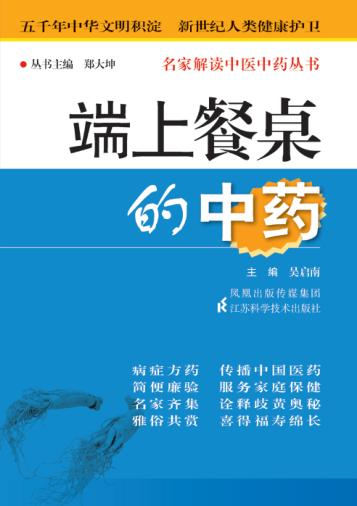 五千年中华文明积淀 新世纪人类健康护卫
●丛书主编 郑大坤 名家解读中医中药丛书
端上餐桌
的中药
主 编 吴启南
凤凰出版传媒集团
江苏科学技术出版社
病症方药 传播中国医药
简便廉验 服务家庭保健
名家齐集 诠释歧黄奥秘
雅俗共赏 喜得福寿绵长